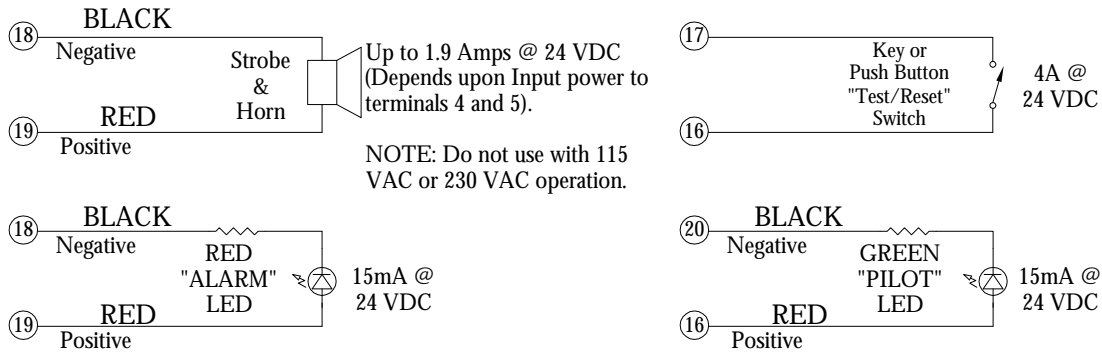 18
BLACK
Negative
Strobe
&
Horn
19
RED
Positive
Up to 1.9 Amps @ 24 VDC
(Depends upon Input power to
terminals 4 and 5).
NOTE: Do not use with 115
VAC or 230 VAC operation.
17
Key or
Push Button
"Test/Reset"
Switch
16
4A @
24 VDC
18
BLACK
Negative
RED
"ALARM"
LED
19
RED
Positive
15mA @
24 VDC
20
BLACK
Negative
GREEN
"PILOT"
LED
16
RED
Positive
15mA @
24 VDC